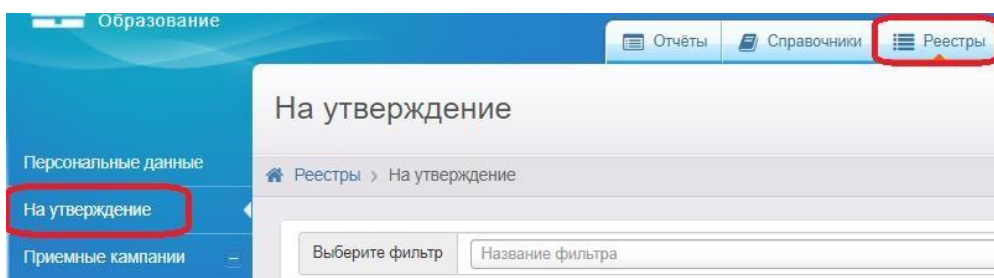 Образование
Отчёты Справочники Реестры
На утверждение
Персональные данные
Реестры > На утверждение
На утверждение
Приемные кампании
Выберите фильтр Название фильтра